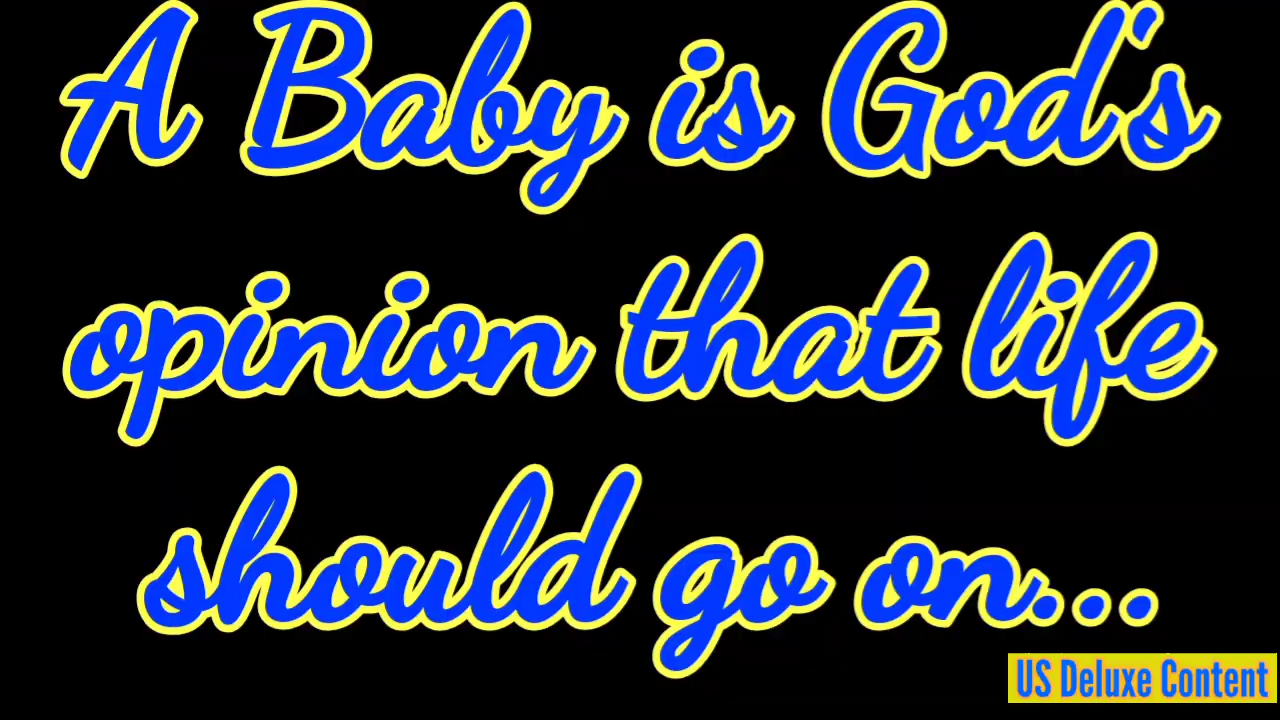 A Baby is God's
opinion that life
should go on...
US Deluxe Content